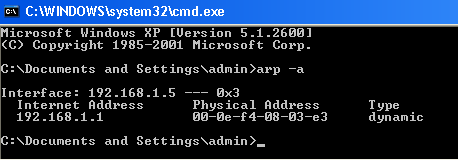 C:\WINDOWS\system32\cmd.exe
Microsoft Windows XP [Version 5.1.2600]
(C) Copyright 1985-2001 Microsoft Corp.
C:\Documents and Settings\admin>arp -a
Interface: 192.168.1.5 --- 0x3
Internet Address Physical Address Type
192.168.1.1 00-0e-f4-08-03-e3 dynamic
C:\Documents and Settings\admin>_